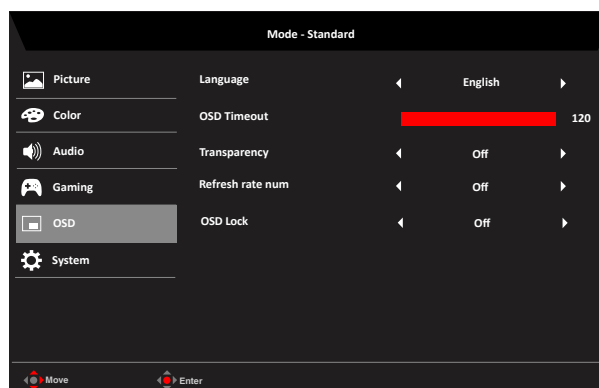 Mode - Standard
Picture
Language
English
Color
OSD Timeout
120
Audio
Transparency
Off
Gaming
Refresh rate num
Off
OSD
OSD Lock
Off
System
Move
Enter